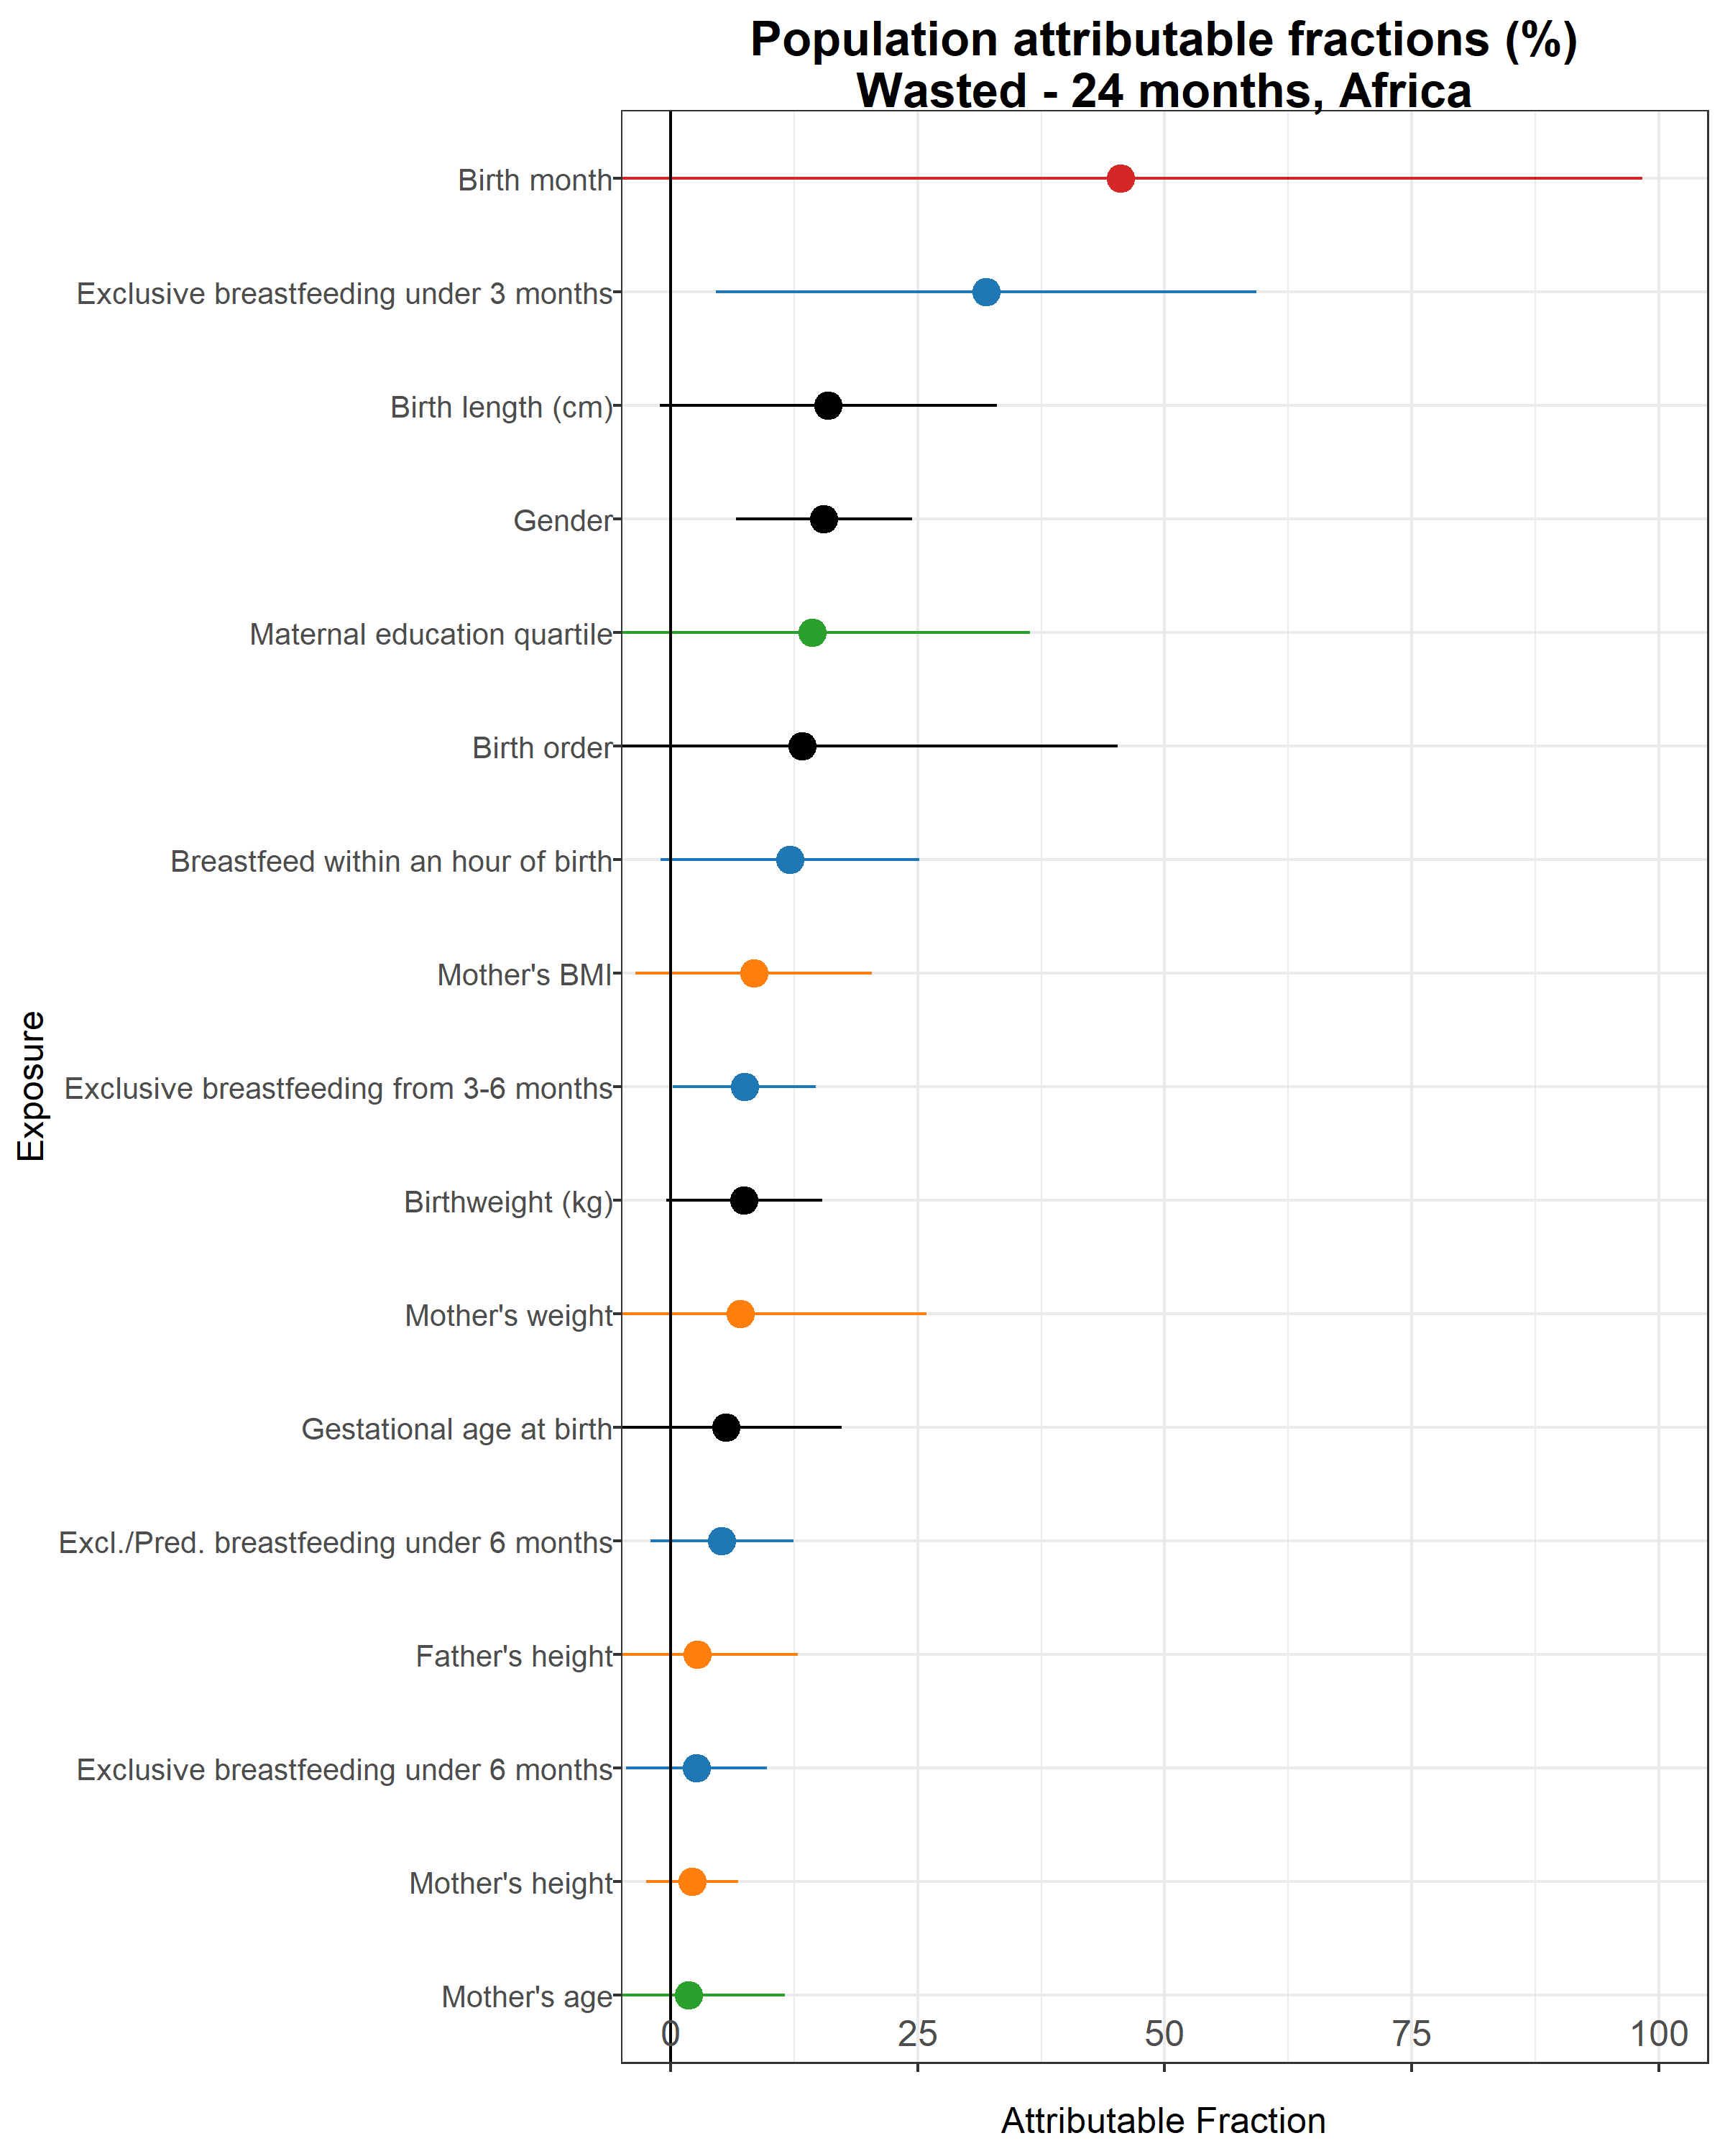 Population attributable fractions (%)
Wasted - 24 months, Africa
Birth month
Exclusive breastfeeding under 3 months
Birth length (cm)
Gender
Maternal education quartile
Birth order
Breastfeed within an hour of birth
Mother's BMI
Exclusive breastfeeding from 3-6 months
Birthweight (kg)
Mother's weight
Gestational age at birth
Excl./Pred. breastfeeding under 6 months
Father's height
Exclusive breastfeeding under 6 months
Mother's height
Mother's age
Exposure
0 25 50 75 100
Attributable Fraction